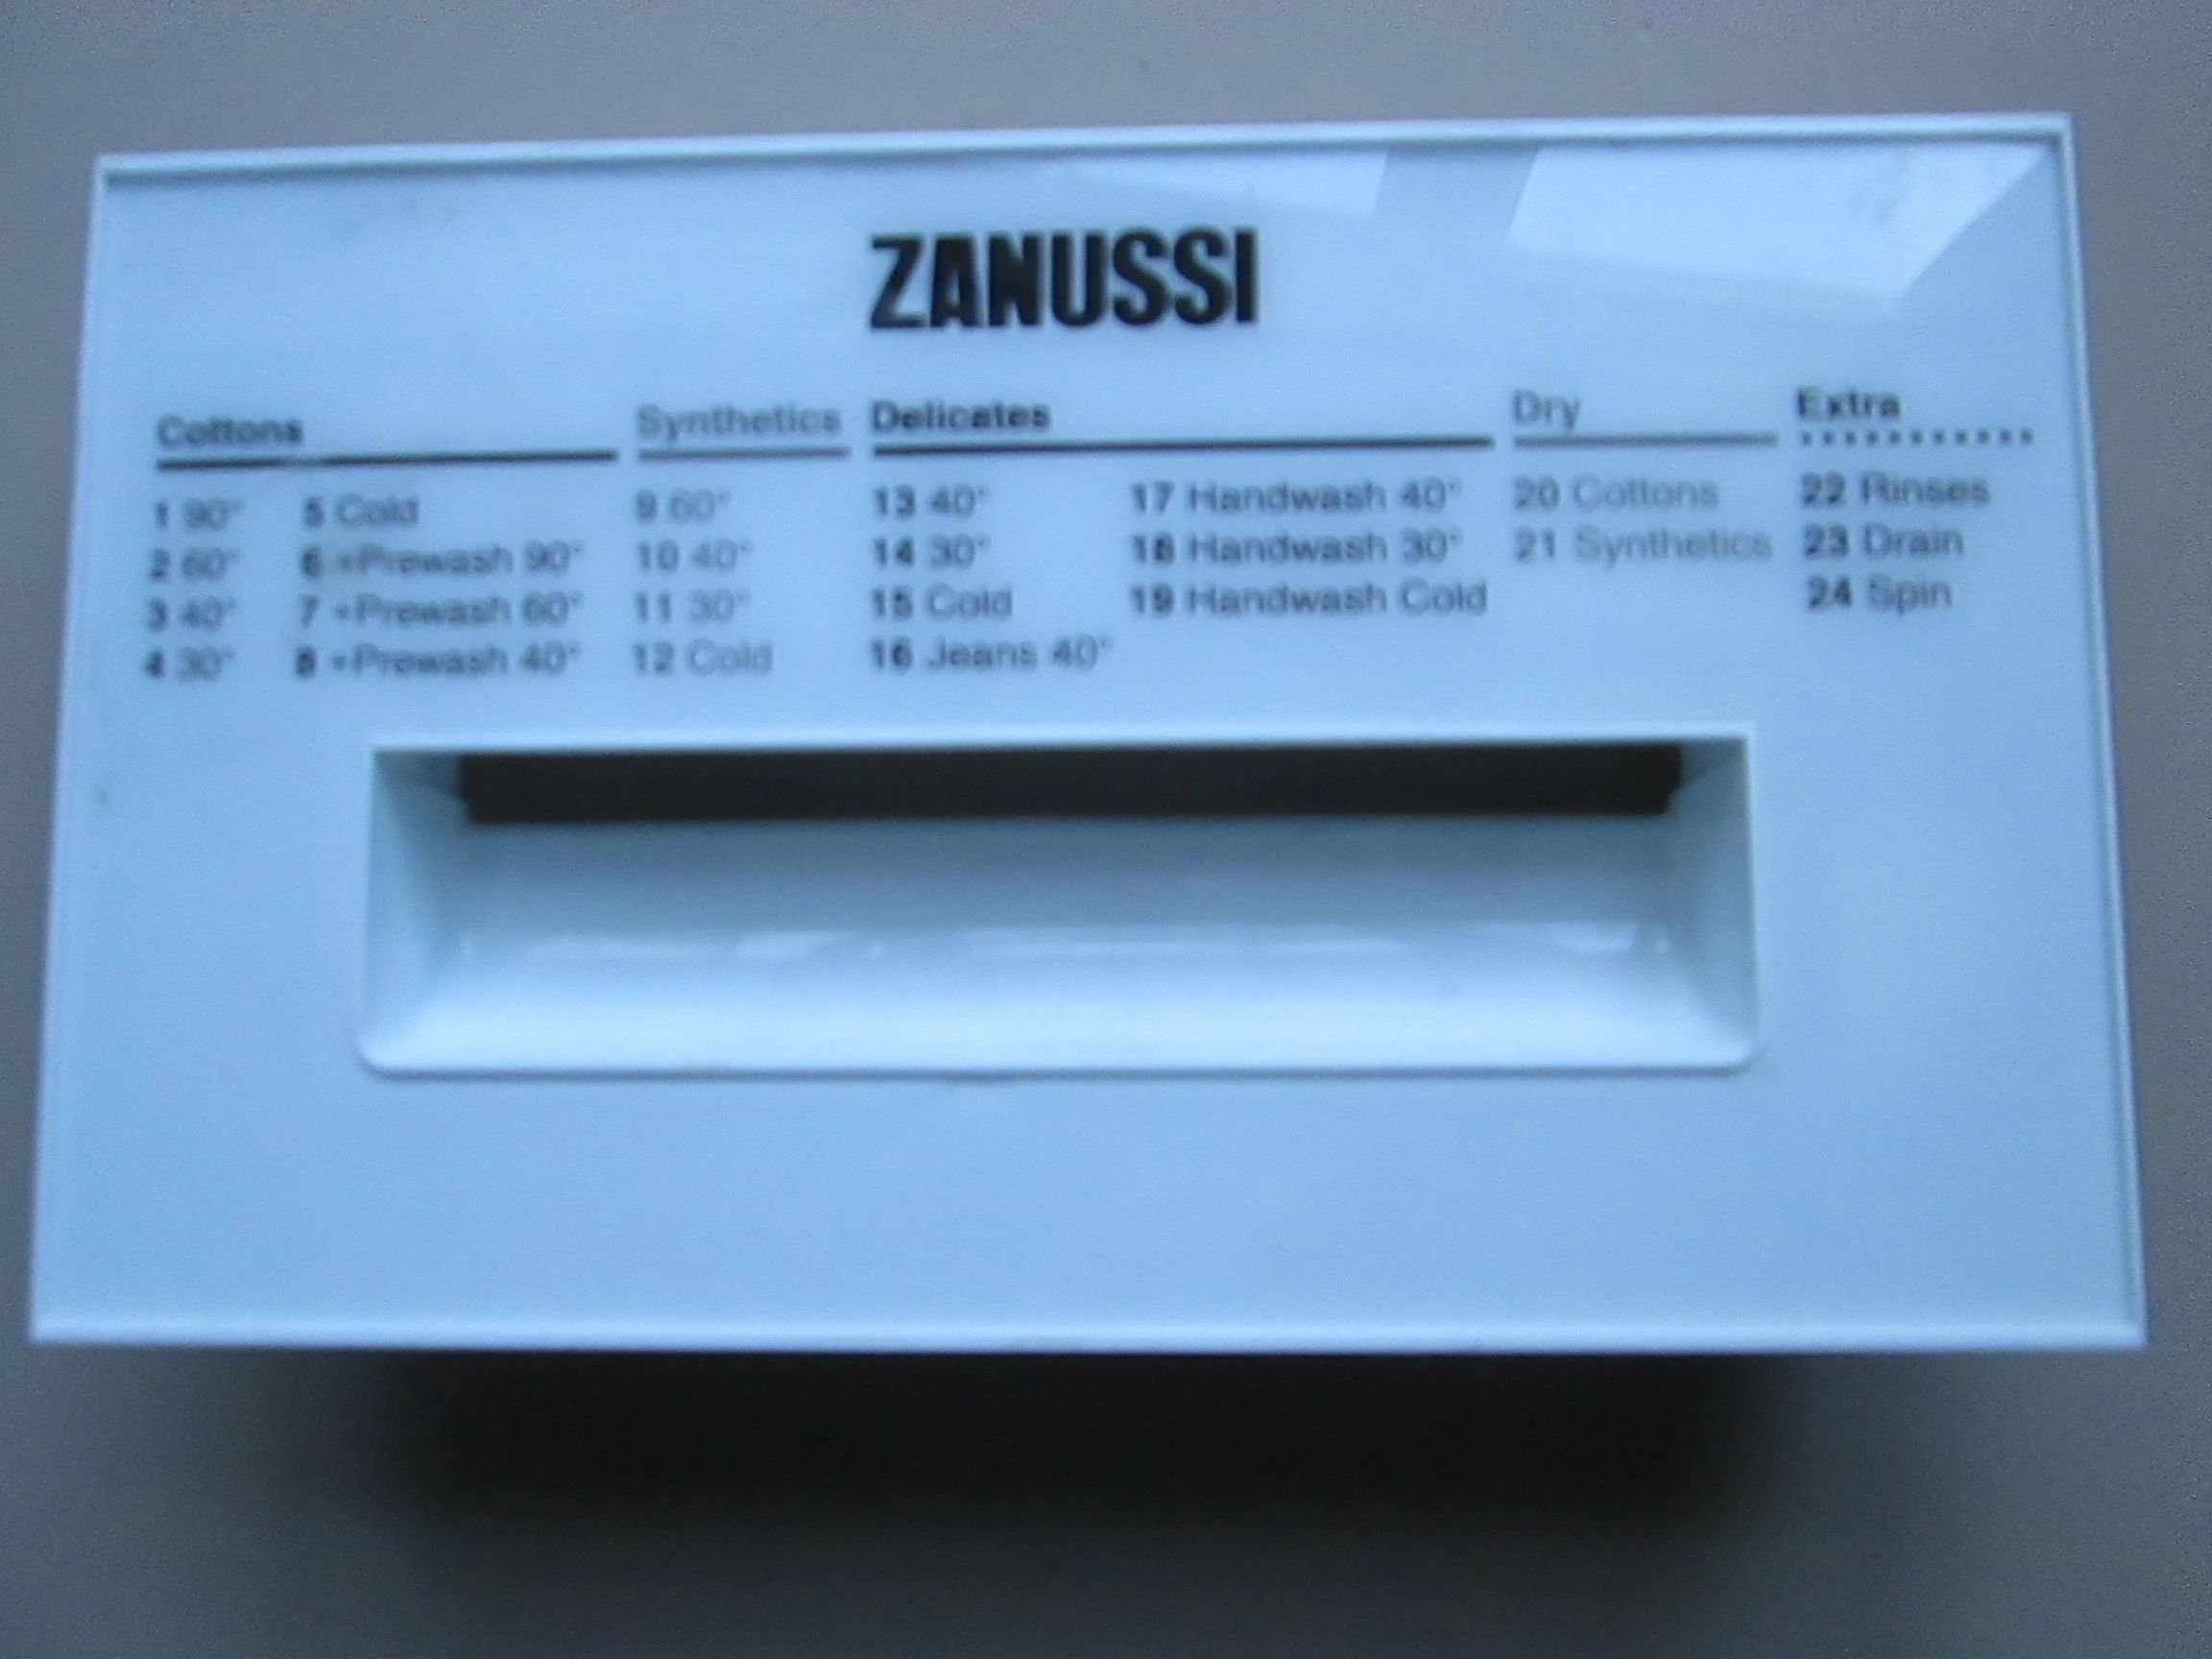 ZANUSSI
Cottons
1 90°
2 60°
3 40°
4 30°
5 Cold
6 +Prewash 90°
7 +Prewash 60°
8 +Prewash 40°
Synthetics
9 60°
10 40°
11 30°
12 Cold
Delicates
13 40°
14 30°
15 Cold
16 Jeans 40°
17 Handwash 40°
18 Handwash 30°
19 Handwash Cold
Dry
20 Cottons
21 Synthetics
Extra
22 Rinses
23 Drain
24 Spin